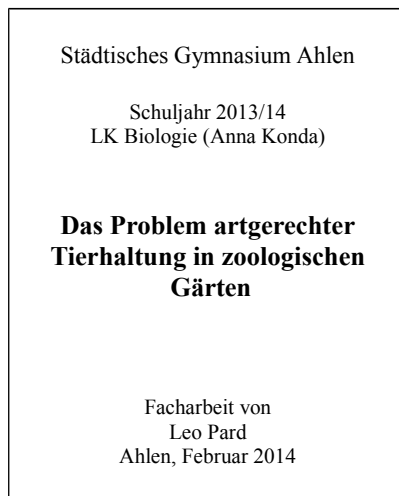 Städtisches Gymnasium Ahlen
Schuljahr 2013/14
LK Biologie (Anna Konda)
Das Problem artgerechter
Tierhaltung in zoologischen
Gärten
Facharbeit von
Leo Pard
Ahlen, Februar 2014